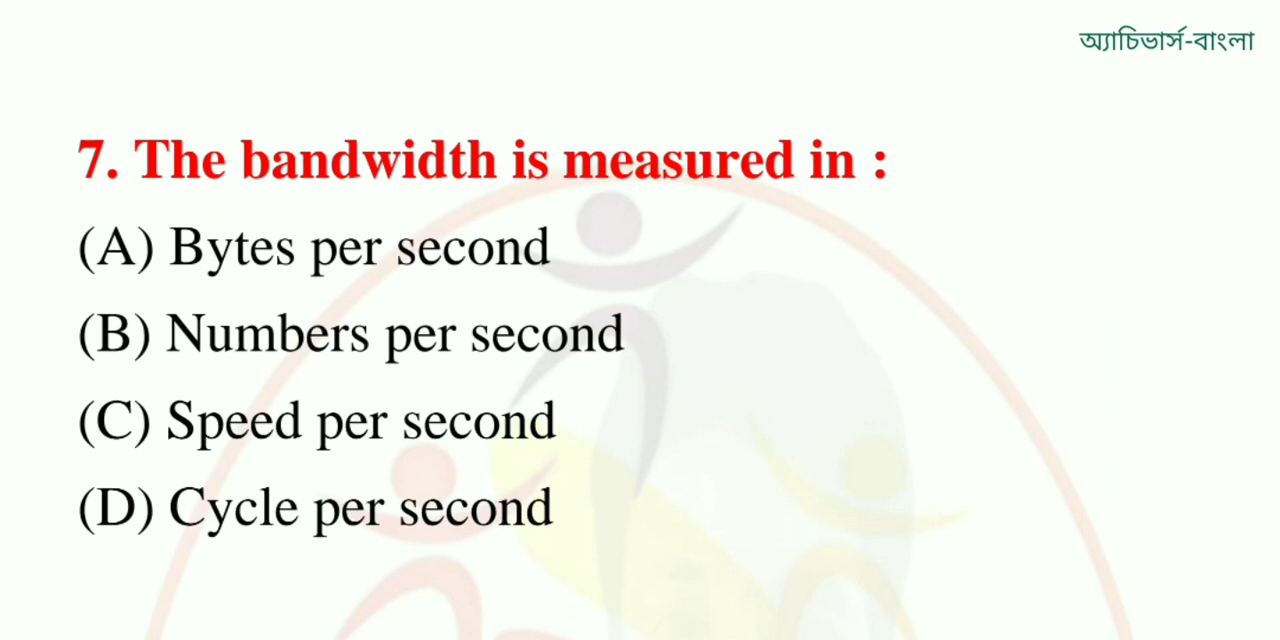 অ্যাচিভার্স-বাংলা
7. The bandwidth is measured in :
(A) Bytes per second
(B) Numbers per second
(C) Speed per second
(D) Cycle per second